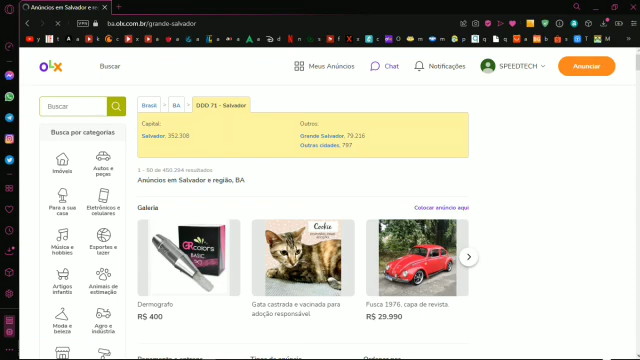 Anúncios em Salvador e re
VPN
ba.olx.com.br/grande-salvador
olx
Buscar
Meus Anúncios
Chat
Notificações
SPEEDTECH
Anunciar
Buscar
Brasil > BA > DDD 71 - Salvador
Capital:
Outros:
Salvador, 352.308
Grande Salvador, 79.216
Outras cidades, 797
Busca por categorias
Imóveis
Autos e peças
Para a sua casa
Eletrônicos e celulares
Música e hobbies
Esportes e lazer
Artigos infantis
Animais de estimação
Moda e beleza
Agro e indústria
1 - 50 de 450.294 resultados
Anúncios em Salvador e região, BA
Galeria
Colocar anúncio aqui
GRcolors
BASIC
Cookie
Dermografo
R$ 400
Gata castrada e vacinada para
adoção responsável
Fusca 1976, capa de revista.
R$ 29.990